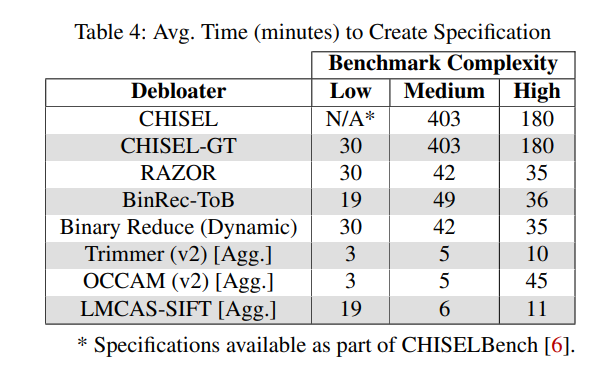 Table 4: Avg. Time (minutes) to Create Specification
Benchmark Complexity
Debloater Low Medium High
CHISEL N/A* 403 180
CHISEL-GT 30 403 180
RAZOR 30 42 35
BinRec-ToB 19 49 36
Binary Reduce (Dynamic) 30 42 35
Trimmer (v2) [Agg.] 3 5 10
OCCAM (v2) [Agg.] 3 5 45
LMCAS-SIFT [Agg.] 19 6 11
* Specifications available as part of CHISELBench [6].